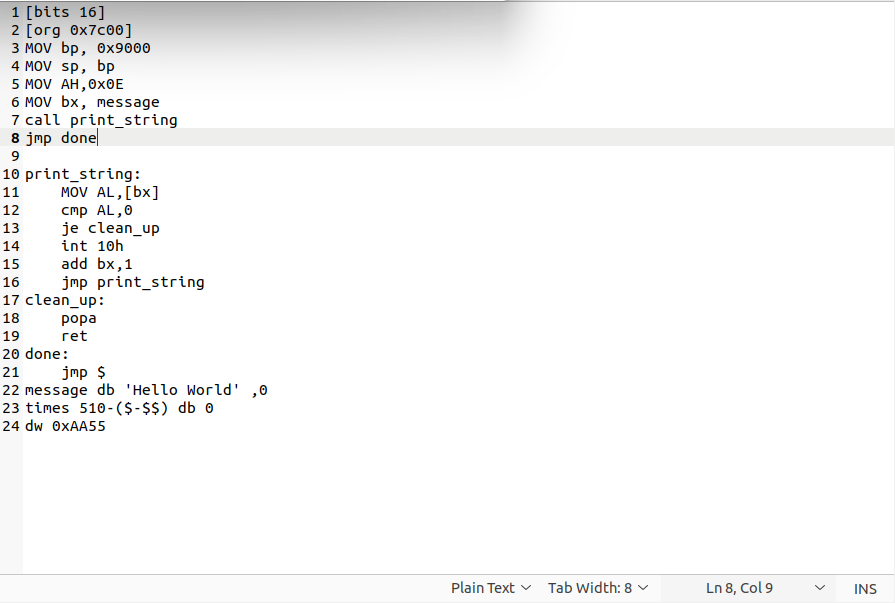 1 [bits 16]
2 [org 0x7c00]
3 MOV bp, 0x9000
4 MOV sp, bp
5 MOV AH,0x0E
6 MOV bx, message
7 call print_string
8 jmp done
9
10 print_string:
11     MOV AL,[bx]
12     cmp AL,0
13     je clean_up
14     int 10h
15     add bx,1
16     jmp print_string
17 clean_up:
18     popa
19     ret
20 done:
21     jmp $
22 message db 'Hello World' ,0
23 times 510-($-$$) db 0
24 dw 0xAA55
Plain Text Tab Width: 8 Ln 8, Col 9 INS